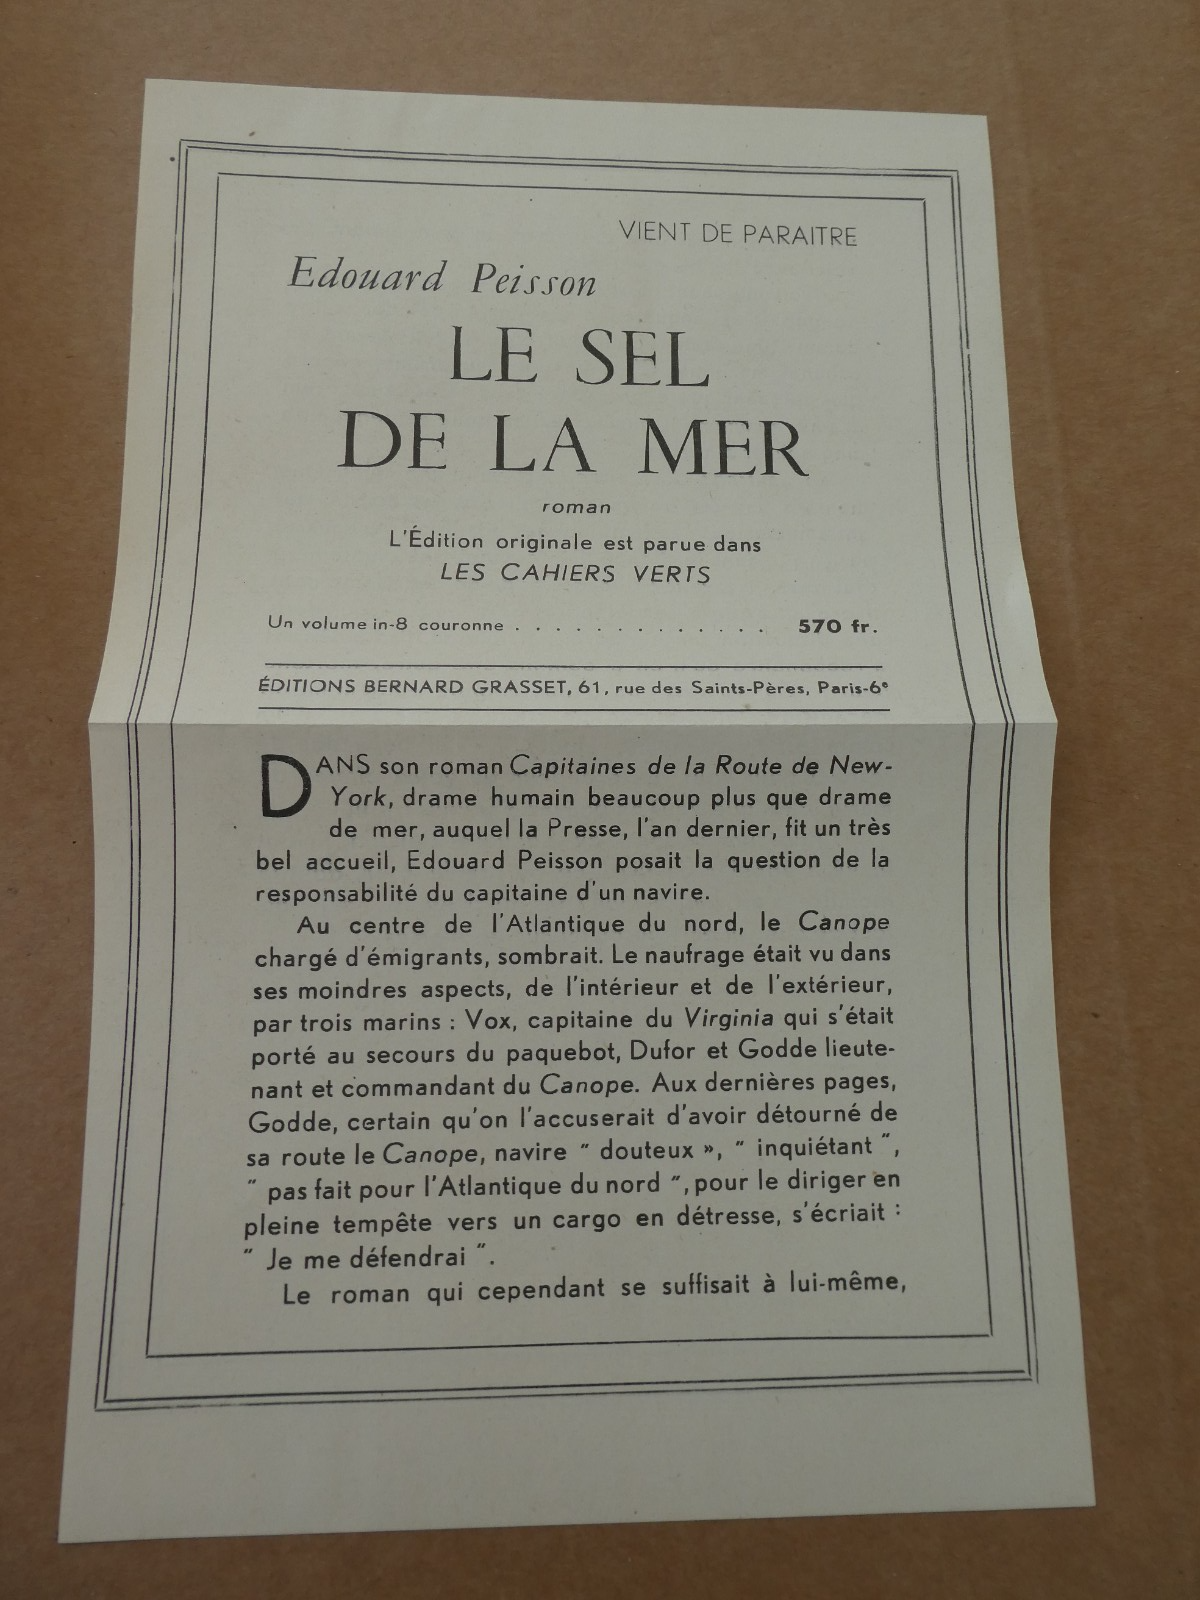 VIENT DE PARAITRE
Edouard Peisson
LE SEL
DE LA MER
roman
L'Édition originale est parue dans
LES CAHIERS VERTS
Un volume in-8 couronne . . . . . . . . . . . . . 570 fr.
ÉDITIONS BERNARD GRASSET, 61, rue des Saints-Pères, Paris-6e
DANS son roman Capitaines de la Route de New-
York, drame humain beaucoup plus que drame
de mer, auquel la Presse, l'an dernier, fit un très
bel accueil, Edouard Peisson posait la question de la
responsabilité du capitaine d'un navire.
Au centre de l'Atlantique du nord, le Canope
chargé d'émigrants, sombrait. Le naufrage était vu dans
ses moindres aspects, de l'intérieur et de l'extérieur,
par trois marins : Vox, capitaine du Virginia qui s'était
porté au secours du paquebot, Dufor et Godde lieute-
nant et commandant du Canope. Aux dernières pages,
Godde, certain qu'on l'accuserait d'avoir détourné de
sa route le Canope, navire " douteux », " inquiétant ",
" pas fait pour l'Atlantique du nord ", pour le diriger en
pleine tempête vers un cargo en détresse, s'écriait :
" Je me défendrai ".
Le roman qui cependant se suffisait à lui-même,